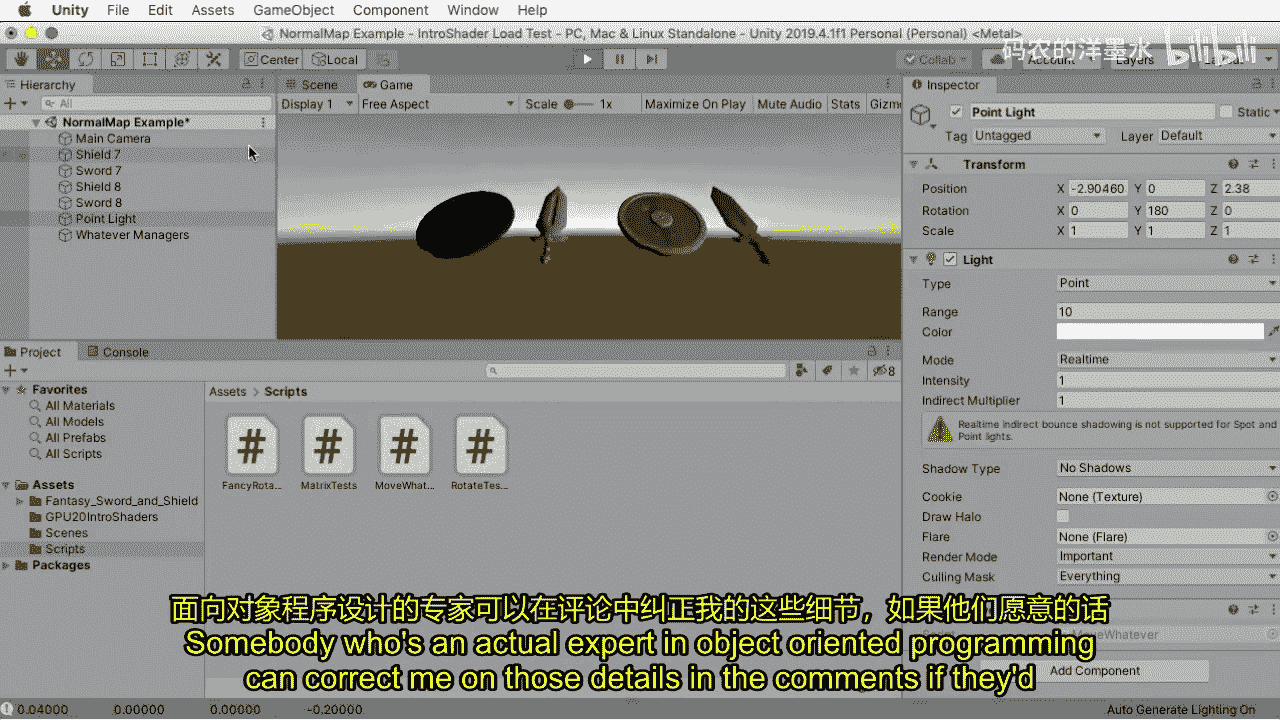 Unity File Edit Assets GameObject Component Window Help
NormalMap Example - IntroShader Load Test - PC, Mac & Linux Standalone - Unity 2019.4.1f1 Personal (Personal) <Metal>
码农的洋墨水 bilibili
Center Local Collab Account Layers
Hierarchy
All
NormalMap Example*
Main Camera
Shield 7
Sword 7
Shield 8
Sword 8
Point Light
Whatever Managers
Scene Game
Display 1 Free Aspect Scale 1x Maximize On Play Mute Audio Stats Gizm
Inspector
Point Light Static
Tag Untagged Layer Default
Transform
Position X -2.90460 Y 0 Z 2.38
Rotation X 0 Y 180 Z 0
Scale X 1 Y 1 Z 1
Light
Type Point
Range 10
Color
Mode Realtime
Intensity 1
Indirect Multiplier 1
Realtime indirect bounce shadowing is not supported for Spot and
Point lights.
Shadow Type No Shadows
Cookie None (Texture)
Draw Halo
Flare None (Flare)
Render Mode Important
Culling Mask Everything
MoveWhatever
Add Component
Project Console
8
Favorites
All Materials
All Models
All Prefabs
All Scripts
Assets
Fantasy_Sword_and_Shield
GPU20IntroShaders
Scenes
Scripts
Packages
Assets > Scripts
FancyRota... MatrixTests MoveWhat... RotateTes...
面向对象程序设计的专家可以在评论中纠正我的这些细节，如果他们愿意的话
Somebody who's an actual expert in object oriented programming
can correct me on those details in the comments if they'd
0.04000 0.00000 0.00000 -0.20000 Auto Generate Lighting On